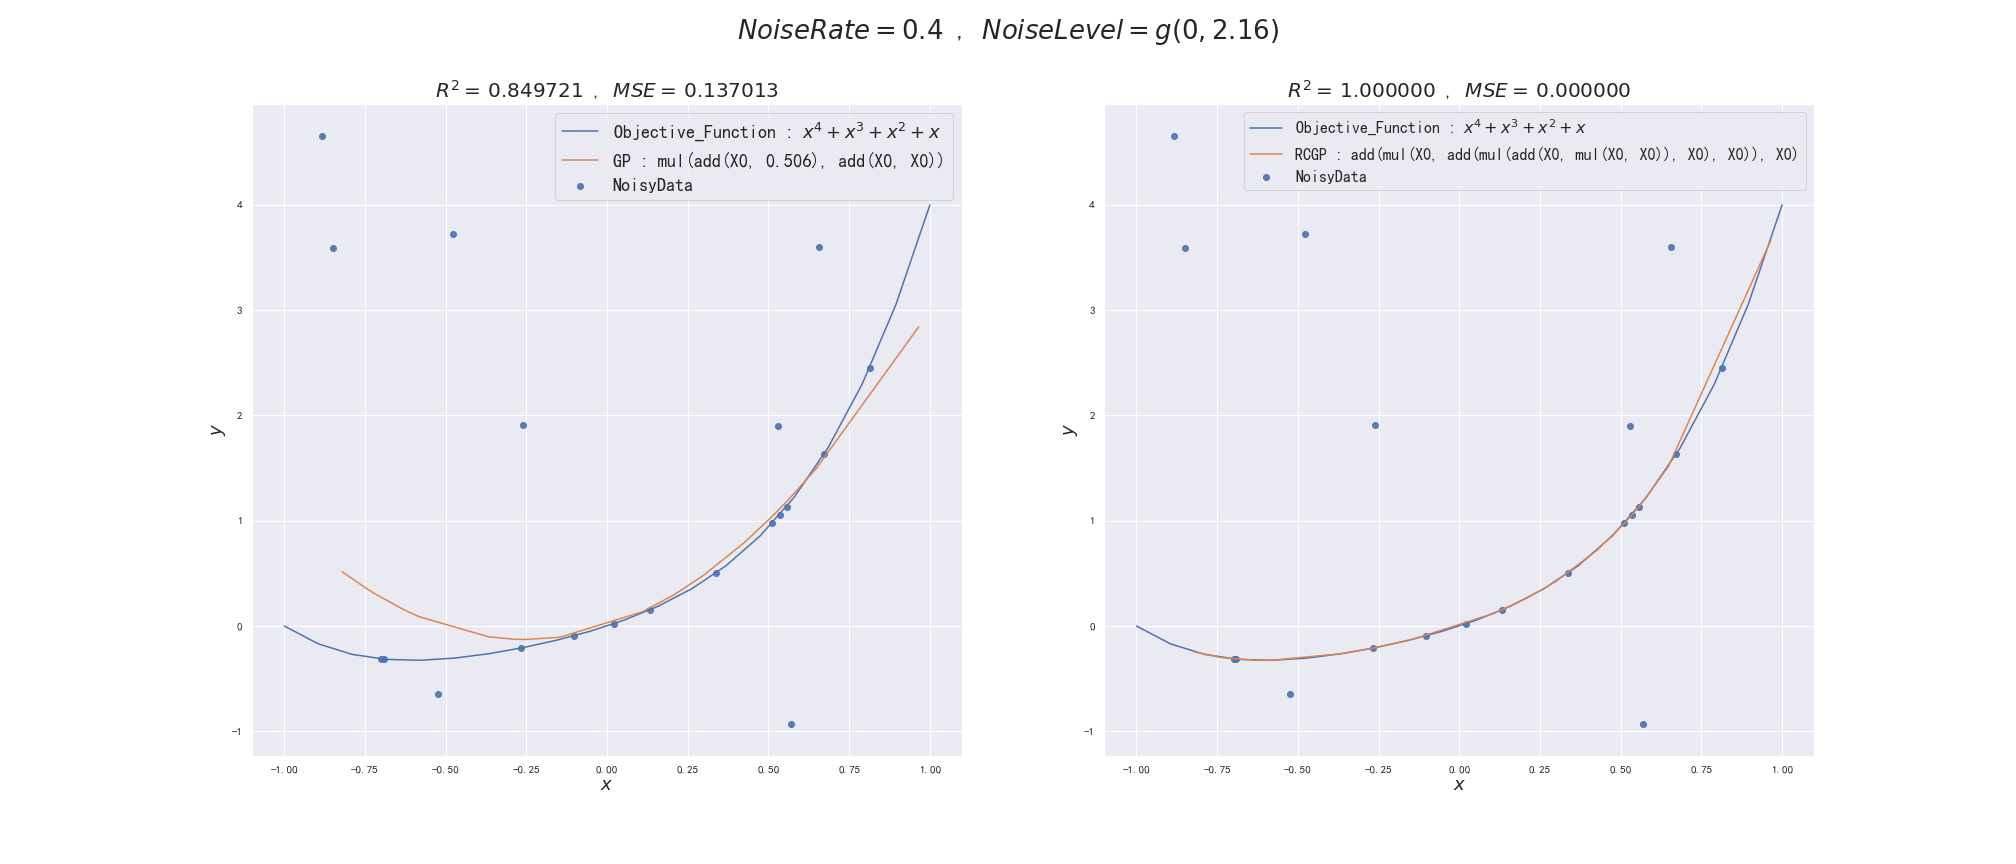 NoiseRate = 0.4 , NoiseLevel = g(0, 2.16)
R² = 0.849721 , MSE = 0.137013
Objective_Function : x⁴ + x³ + x² + x
GP : mul(add(X0, 0.506), add(X0, X0))
NoisyData
4
3
2
1
0
−1
y
−1.00 −0.75 −0.50 −0.25 0.00 0.25 0.50 0.75 1.00
x
R² = 1.000000 , MSE = 0.000000
Objective_Function : x⁴ + x³ + x² + x
RCGP : add(mul(X0, add(mul(add(X0, mul(X0, X0)), X0), X0)), X0)
NoisyData
4
3
2
1
0
−1
y
−1.00 −0.75 −0.50 −0.25 0.00 0.25 0.50 0.75 1.00
x